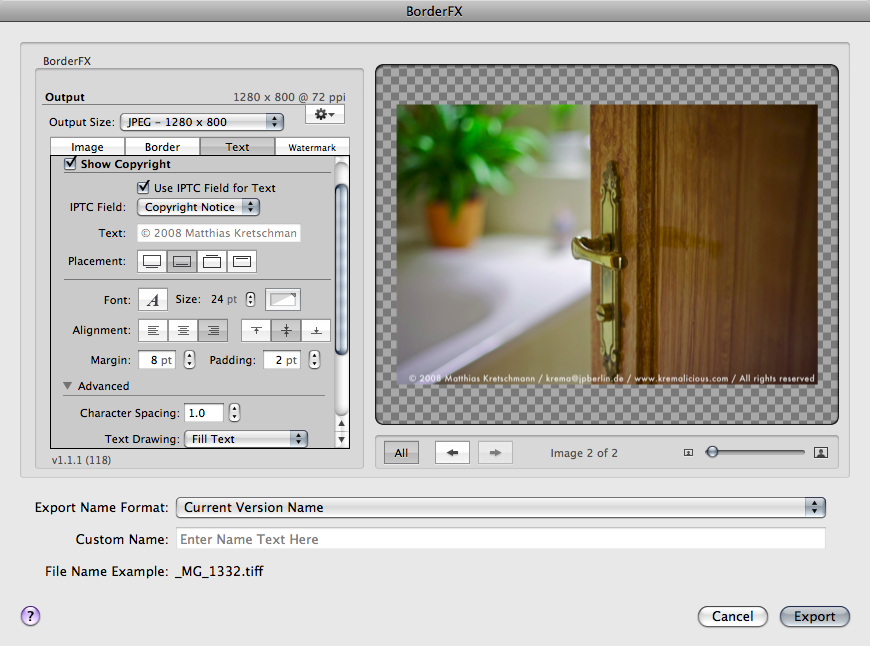 BorderFX
BorderFX
Output 1280 x 800 @ 72 ppi
Output Size: JPEG - 1280 x 800
Image Border Text Watermark
Show Copyright
Use IPTC Field for Text
IPTC Field: Copyright Notice
Text: © 2008 Matthias Kretschman
Placement:
Font: A Size: 24 pt
Alignment:
Margin: 8 pt Padding: 2 pt
Advanced
Character Spacing: 1.0
Text Drawing: Fill Text
v1.1.1 (118)
© 2008 Matthias Kretschmann / krema@jpberlin.de / www.kremalicious.com / All rights reserved
All Image 2 of 2
Export Name Format: Current Version Name
Custom Name: Enter Name Text Here
File Name Example: _MG_1332.tiff
? Cancel Export